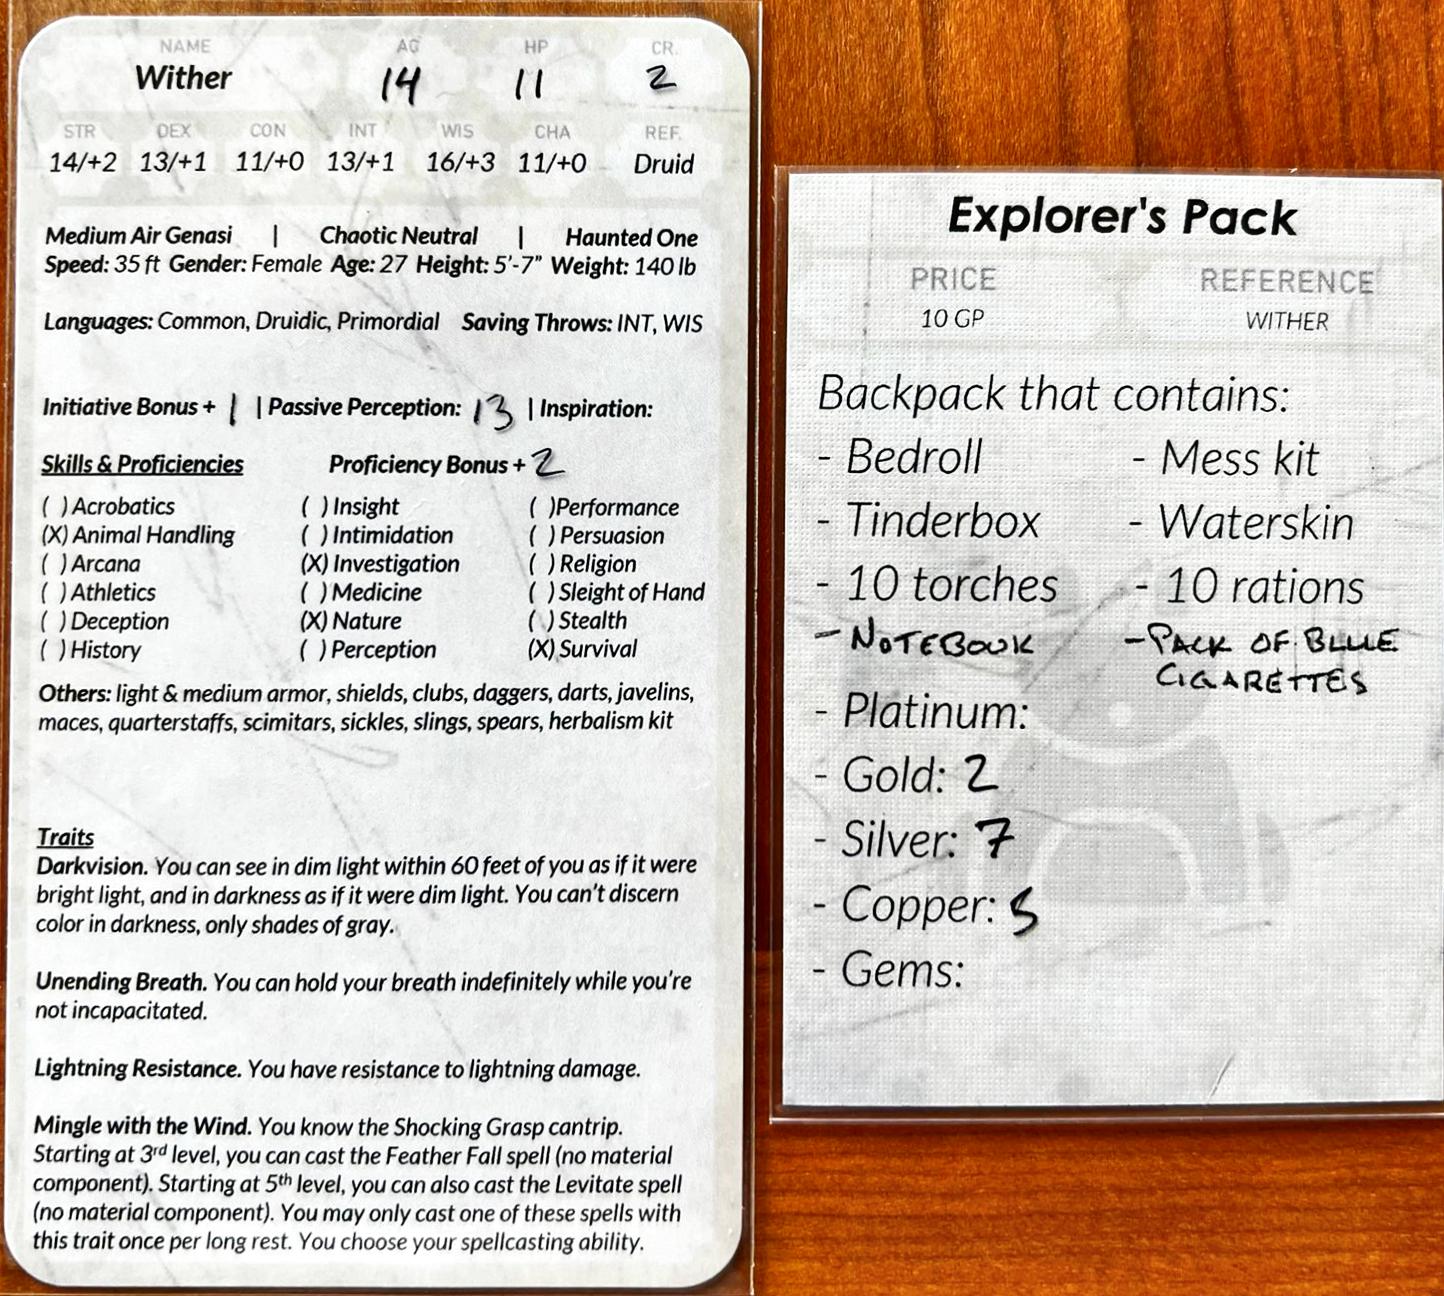 NAME AC HP CR.
Wither 14 11 2
STR DEX CON INT WIS CHA REF.
14/+2 13/+1 11/+0 13/+1 16/+3 11/+0 Druid
Medium Air Genasi | Chaotic Neutral | Haunted One
Speed: 35 ft Gender: Female Age: 27 Height: 5'-7" Weight: 140 lb
Languages: Common, Druidic, Primordial Saving Throws: INT, WIS
Initiative Bonus + 1 | Passive Perception: 13 | Inspiration:
Skills & Proficiencies Proficiency Bonus + 2
( ) Acrobatics ( ) Insight ( )Performance
(X) Animal Handling ( ) Intimidation ( ) Persuasion
( ) Arcana (X) Investigation ( ) Religion
( ) Athletics ( ) Medicine ( ) Sleight of Hand
( ) Deception (X) Nature ( ) Stealth
( ) History ( ) Perception (X) Survival
Others: light & medium armor, shields, clubs, daggers, darts, javelins,
maces, quarterstaffs, scimitars, sickles, slings, spears, herbalism kit
Traits
Darkvision. You can see in dim light within 60 feet of you as if it were
bright light, and in darkness as if it were dim light. You can't discern
color in darkness, only shades of gray.
Unending Breath. You can hold your breath indefinitely while you're
not incapacitated.
Lightning Resistance. You have resistance to lightning damage.
Mingle with the Wind. You know the Shocking Grasp cantrip.
Starting at 3rd level, you can cast the Feather Fall spell (no material
component). Starting at 5th level, you can also cast the Levitate spell
(no material component). You may only cast one of these spells with
this trait once per long rest. You choose your spellcasting ability.
Explorer's Pack
PRICE REFERENCE
10 GP WITHER
Backpack that contains:
- Bedroll - Mess kit
- Tinderbox - Waterskin
- 10 torches - 10 rations
- NOTEBOOK - PACK OF BLUE
CIGARETTES
- Platinum:
- Gold: 2
- Silver: 7
- Copper: 5
- Gems: